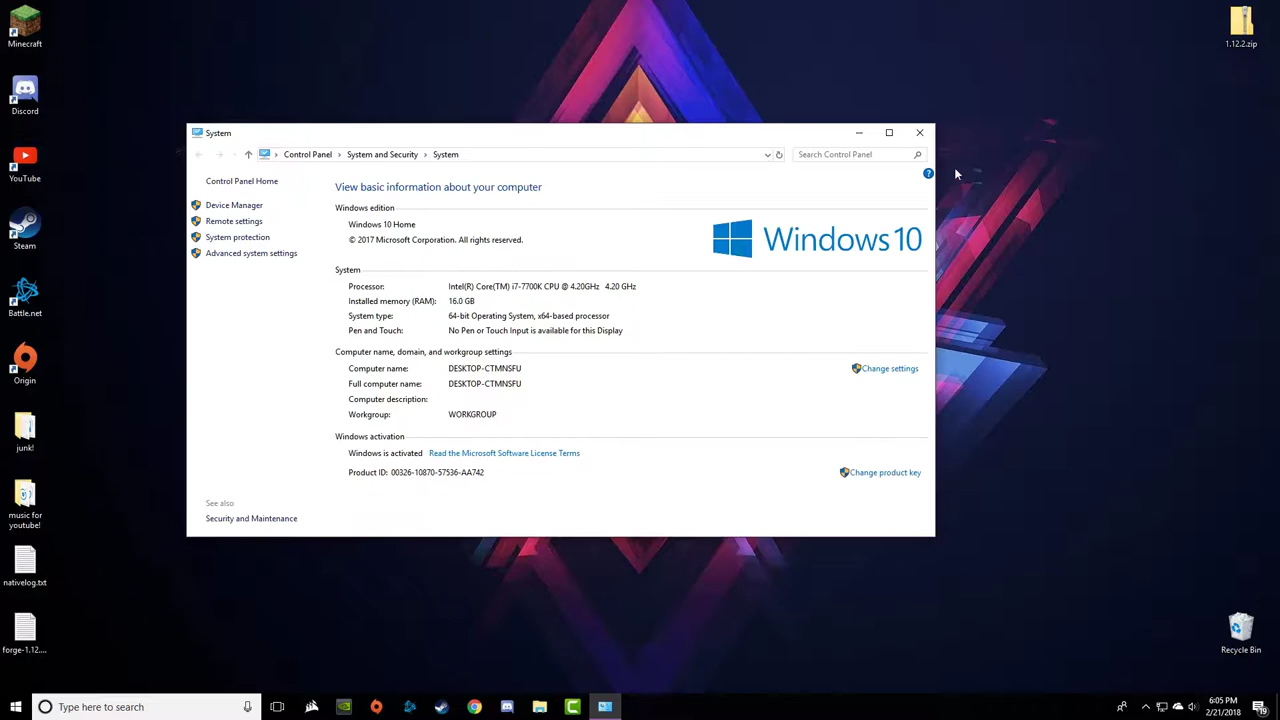 Minecraft
Discord
YouTube
Steam
Battle.net
Origin
junk!
music for
youtube!
nativelog.txt
forge-1.12....
1.12.2.zip
Recycle Bin
System
Control Panel
System and Security
System
Search Control Panel
Control Panel Home
Device Manager
Remote settings
System protection
Advanced system settings
See also
Security and Maintenance
View basic information about your computer
Windows edition
Windows 10 Home
© 2017 Microsoft Corporation. All rights reserved.
Windows 10
System
Processor: Intel(R) Core(TM) i7-7700K CPU @ 4.20GHz 4.20 GHz
Installed memory (RAM): 16.0 GB
System type: 64-bit Operating System, x64-based processor
Pen and Touch: No Pen or Touch Input is available for this Display
Computer name, domain, and workgroup settings
Computer name: DESKTOP-CTMNSFU
Change settings
Full computer name: DESKTOP-CTMNSFU
Computer description:
Workgroup: WORKGROUP
Windows activation
Windows is activated Read the Microsoft Software License Terms
Product ID: 00326-10870-57536-AA742
Change product key
Type here to search
6:05 PM
2/21/2018